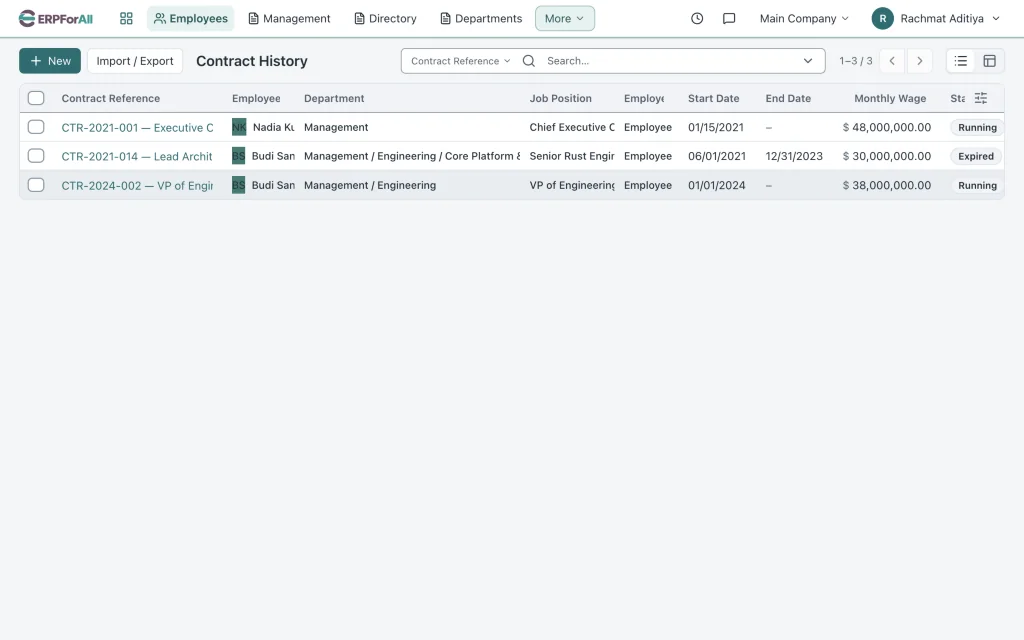 ERPForAll
Employees
Management
Directory
Departments
More
Main Company
R
Rachmat Aditiya
New
Import / Export
Contract History
Contract Reference
Search...
1–3 / 3
Contract Reference Employee Department Job Position Employe Start Date End Date Monthly Wage Sta
CTR-2021-001 — Executive C NK Nadia Ku Management Chief Executive C Employee 01/15/2021 – $ 48,000,000.00 Running
CTR-2021-014 — Lead Archit BS Budi San Management / Engineering / Core Platform & Senior Rust Engin Employee 06/01/2021 12/31/2023 $ 30,000,000.00 Expired
CTR-2024-002 — VP of Engin BS Budi San Management / Engineering VP of Engineering Employee 01/01/2024 – $ 38,000,000.00 Running